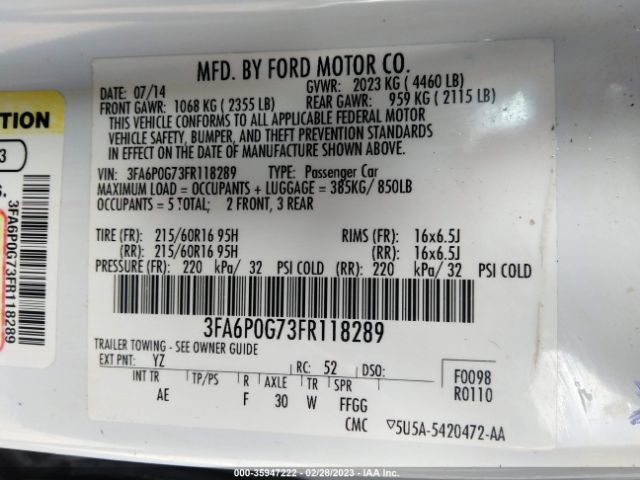 MFD. BY FORD MOTOR CO.
DATE: 07/14 GVWR: 2023 KG ( 4460 LB)
FRONT GAWR: 1068 KG ( 2355 LB) REAR GAWR: 959 KG ( 2115 LB)
THIS VEHICLE CONFORMS TO ALL APPLICABLE FEDERAL MOTOR
VEHICLE SAFETY, BUMPER, AND THEFT PREVENTION STANDARDS
IN EFFECT ON THE DATE OF MANUFACTURE SHOWN ABOVE.
VIN: 3FA6P0G73FR118289 TYPE: Passenger Car
MAXIMUM LOAD = OCCUPANTS + LUGGAGE = 385KG/ 850LB
OCCUPANTS = 5 TOTAL; 2 FRONT, 3 REAR
TIRE (FR): 215/60R16 95H RIMS (FR): 16x6.5J
(RR): 215/60R16 95H (RR): 16x6.5J
PRESSURE (FR): 220 kPa/ 32 PSI COLD (RR): 220 kPa/ 32 PSI COLD
3FA6P0G73FR118289
TRAILER TOWING - SEE OWNER GUIDE
EXT PNT: YZ RC: 52 DSO: F0098
R0110
INT TR TP/PS R AXLE TR SPR
AE F 30 W FFGG
CMC ▽5U5A-5420472-AA
TION
3
S.
3FA6P0G73FR118289
000-35947222 - 02/28/2023 - IAA Inc.